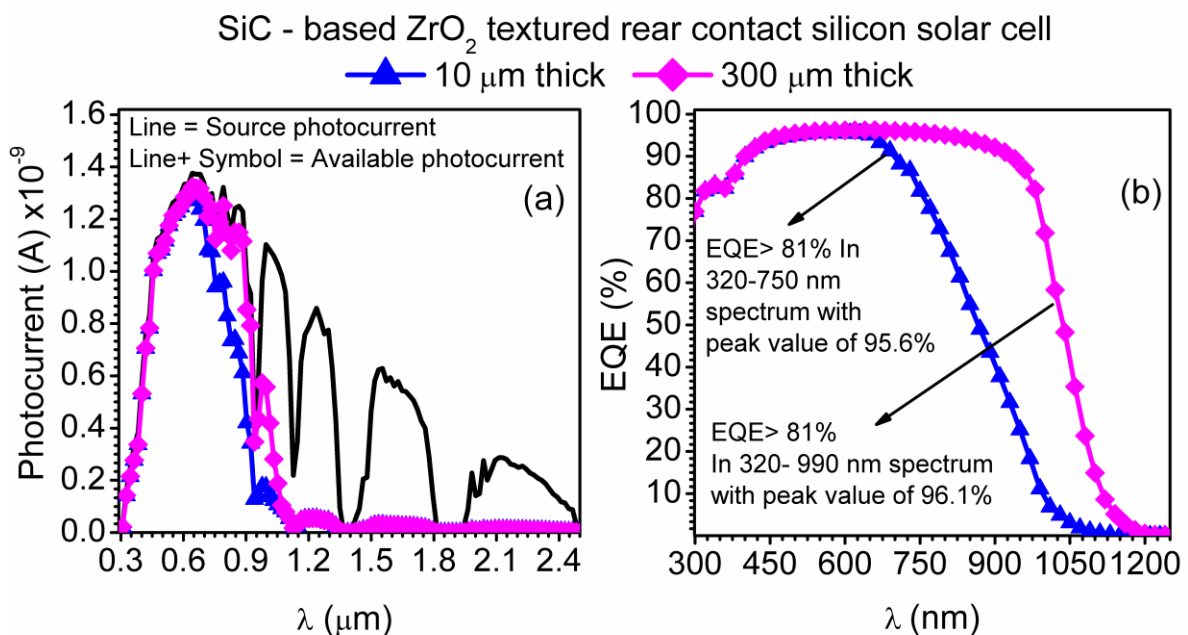 SiC - based ZrO₂ textured rear contact silicon solar cell
10 μm thick 300 μm thick
Line = Source photocurrent
Line+ Symbol = Available photocurrent
(a)
Photocurrent (A) x10⁻⁹
1.6
1.4
1.2
1.0
0.8
0.6
0.4
0.2
0.0
0.3 0.6 0.9 1.2 1.5 1.8 2.1 2.4
λ (μm)
(b)
EQE (%)
100
90
80
70
60
50
40
30
20
10
EQE> 81% In
320-750 nm
spectrum with
peak value of 95.6%
EQE> 81%
In 320- 990 nm spectrum
with peak value of 96.1%
300 450 600 750 900 1050 1200
λ (nm)